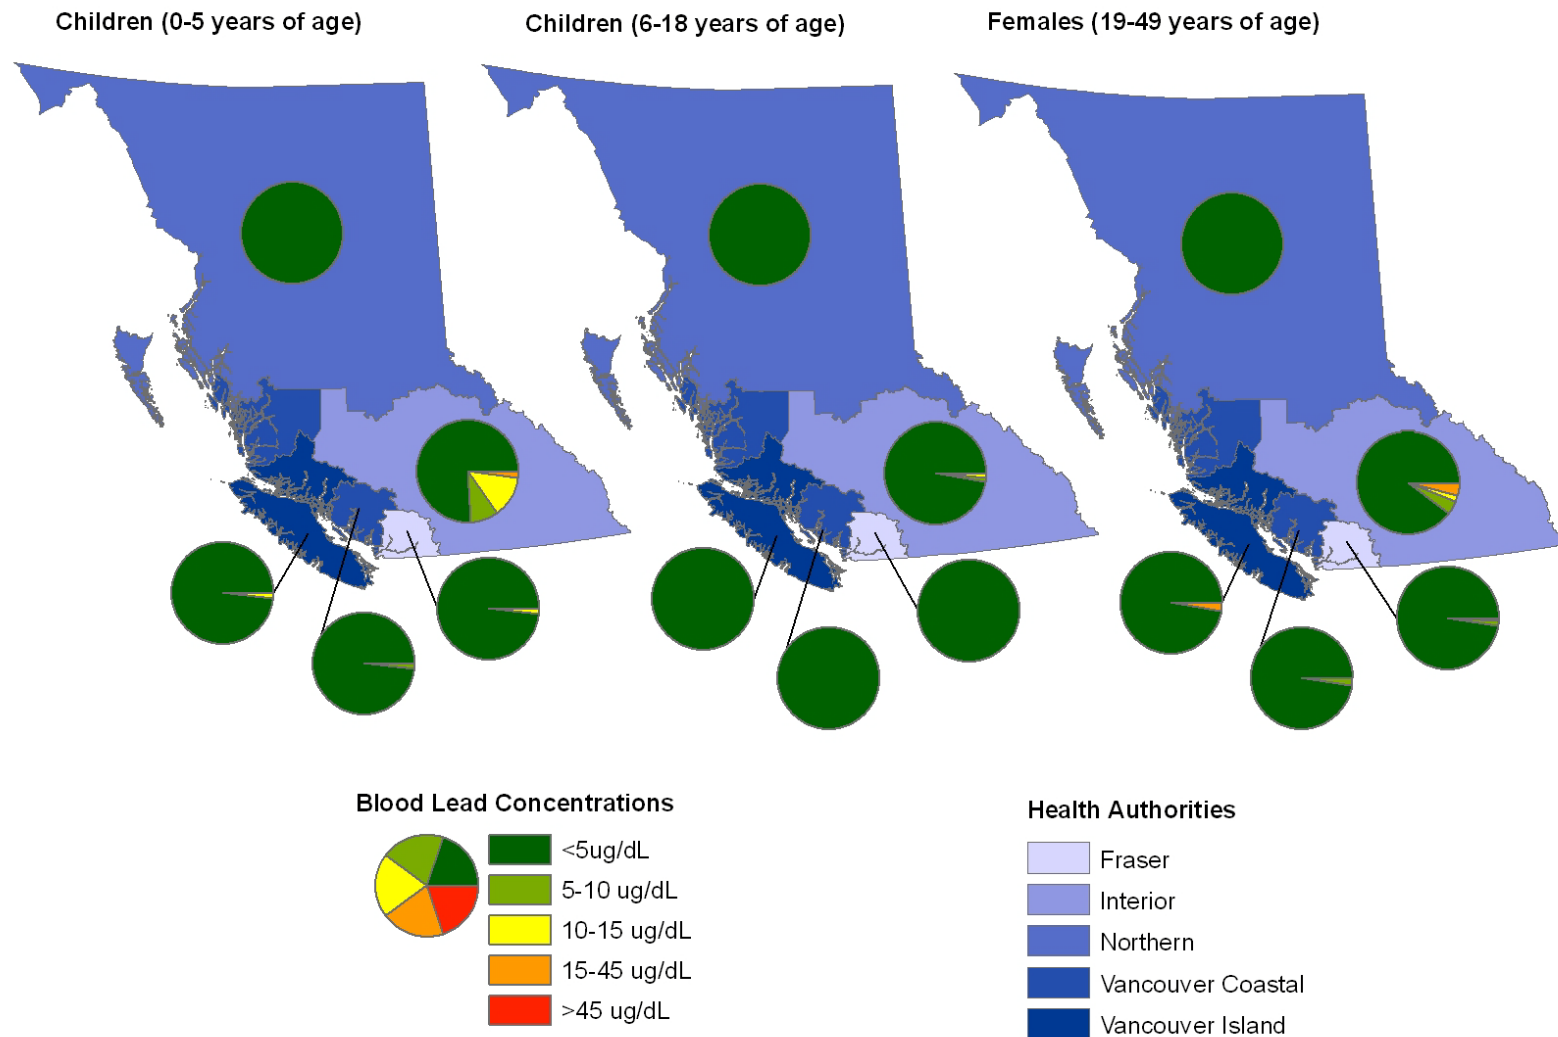 Children (0-5 years of age)
Children (6-18 years of age)
Females (19-49 years of age)
Blood Lead Concentrations
<5ug/dL
5-10 ug/dL
10-15 ug/dL
15-45 ug/dL
>45 ug/dL
Health Authorities
Fraser
Interior
Northern
Vancouver Coastal
Vancouver Island